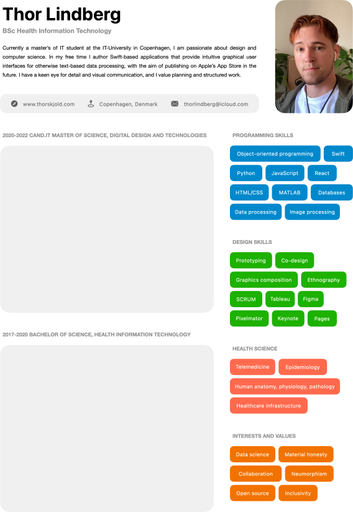 Thor Lindberg
BSc Health Information Technology
Currently a master's of IT student at the IT-University in Copenhagen, I am passionate about design and
computer science. In my free time I author Swift-based applications that provide intuitive graphical user
interfaces for otherwise text-based data processing, with the aim of publishing on Apple's App Store in the
future. I have a keen eye for detail and visual communication, and I value planning and structured work.
www.thorskjold.com
Copenhagen, Denmark
thorlindberg@icloud.com
2020-2022 CAND.IT MASTER OF SCIENCE, DIGITAL DESIGN AND TECHNOLOGIES
2017-2020 BACHELOR OF SCIENCE, HEALTH INFORMATION TECHNOLOGY
PROGRAMMING SKILLS
Object-oriented programming Swift
Python JavaScript React
HTML/CSS MATLAB Databases
Data processing Image processing
DESIGN SKILLS
Prototyping Co-design
Graphics composition Ethnography
SCRUM Tableau Figma
Pixelmator Keynote Pages
HEALTH SCIENCE
Telemedicine Epidemiology
Human anatomy, physiology, pathology
Healthcare infrastructure
INTERESTS AND VALUES
Data science Material honesty
Collaboration Neumorphism
Open source Inclusivity